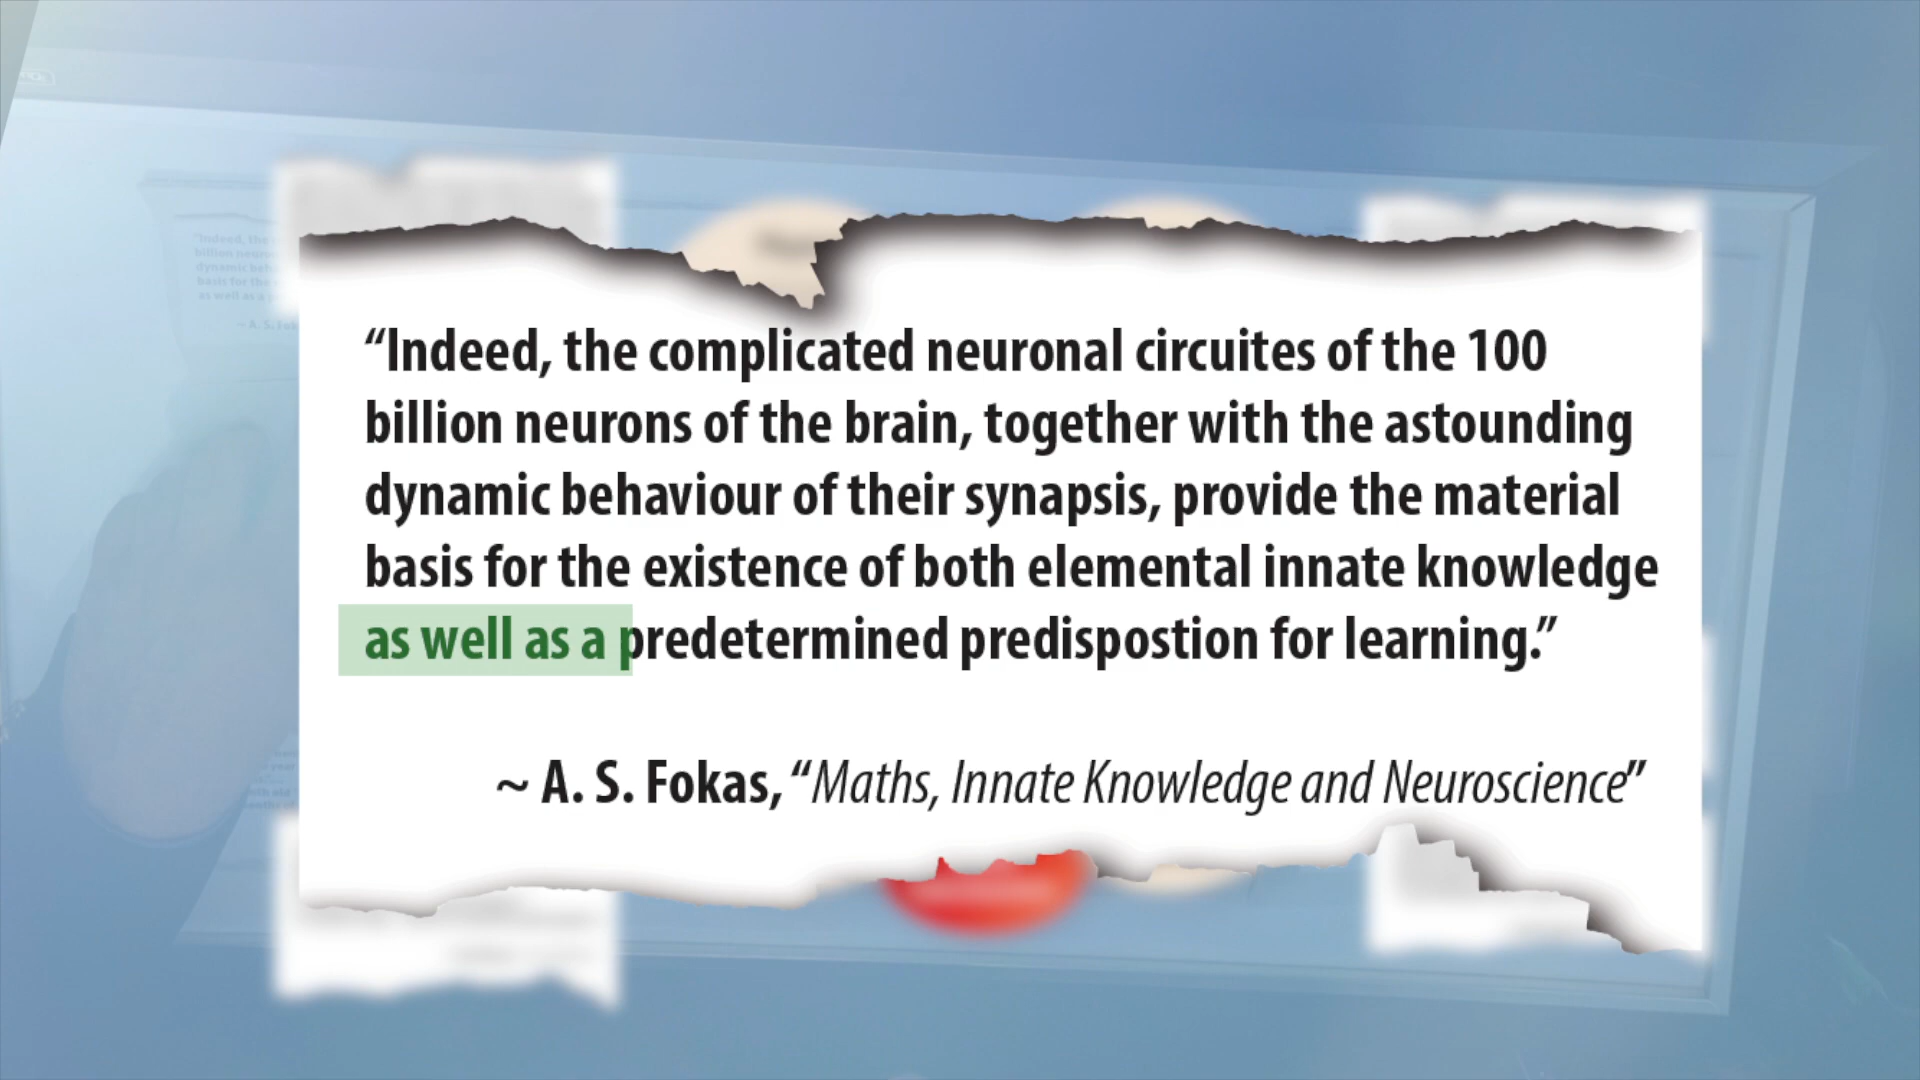 “Indeed, the complicated neuronal circuites of the 100
billion neurons of the brain, together with the astounding
dynamic behaviour of their synapsis, provide the material
basis for the existence of both elemental innate knowledge
as well as a predetermined predispostion for learning.”
~ A. S. Fokas, “Maths, Innate Knowledge and Neuroscience”